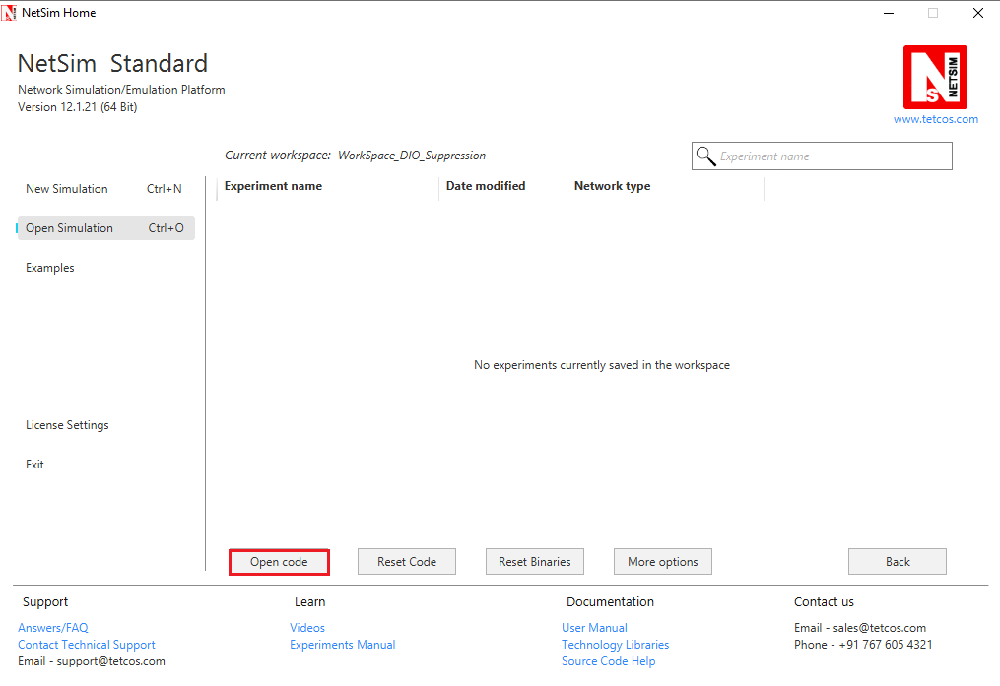 NetSim Home
NetSim Standard
Network Simulation/Emulation Platform
Version 12.1.21 (64 Bit)
NS NETSIM
www.tetcos.com
Current workspace: WorkSpace_DIO_Suppression
Experiment name
New Simulation Ctrl+N
Open Simulation Ctrl+O
Examples
License Settings
Exit
Experiment name Date modified Network type
No experiments currently saved in the workspace
Open code Reset Code Reset Binaries More options Back
Support
Answers/FAQ
Contact Technical Support
Email - support@tetcos.com
Learn
Videos
Experiments Manual
Documentation
User Manual
Technology Libraries
Source Code Help
Contact us
Email - sales@tetcos.com
Phone - +91 767 605 4321